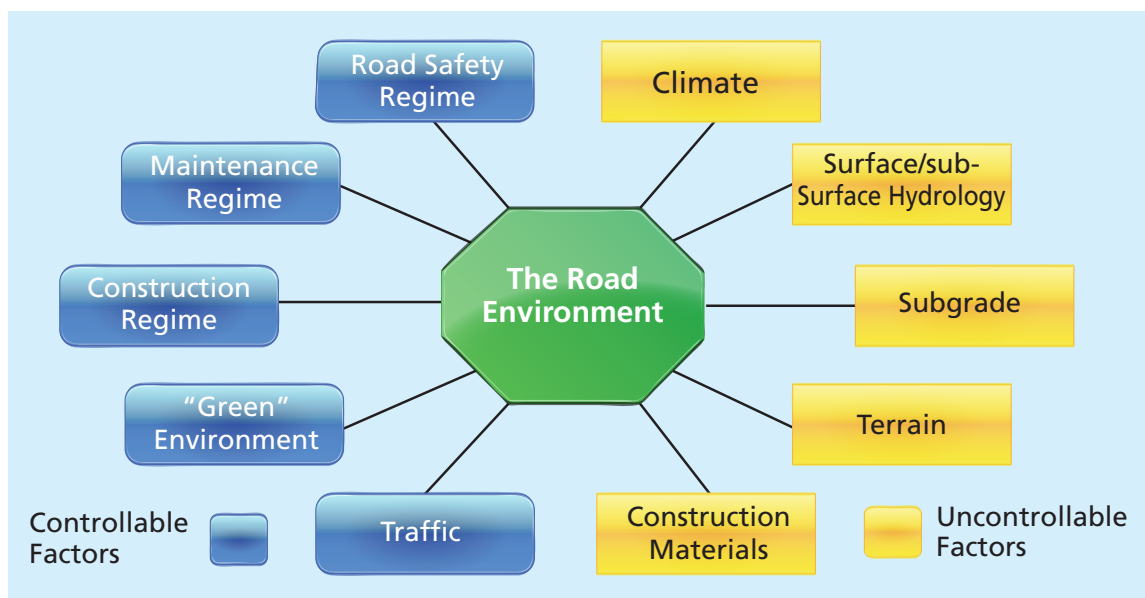 Road Safety
Regime
Climate
Maintenance
Regime
Surface/sub-
Surface Hydrology
The Road
Environment
Construction
Regime
Subgrade
“Green”
Environment
Terrain
Traffic
Construction
Materials
Controllable
Factors
Uncontrollable
Factors